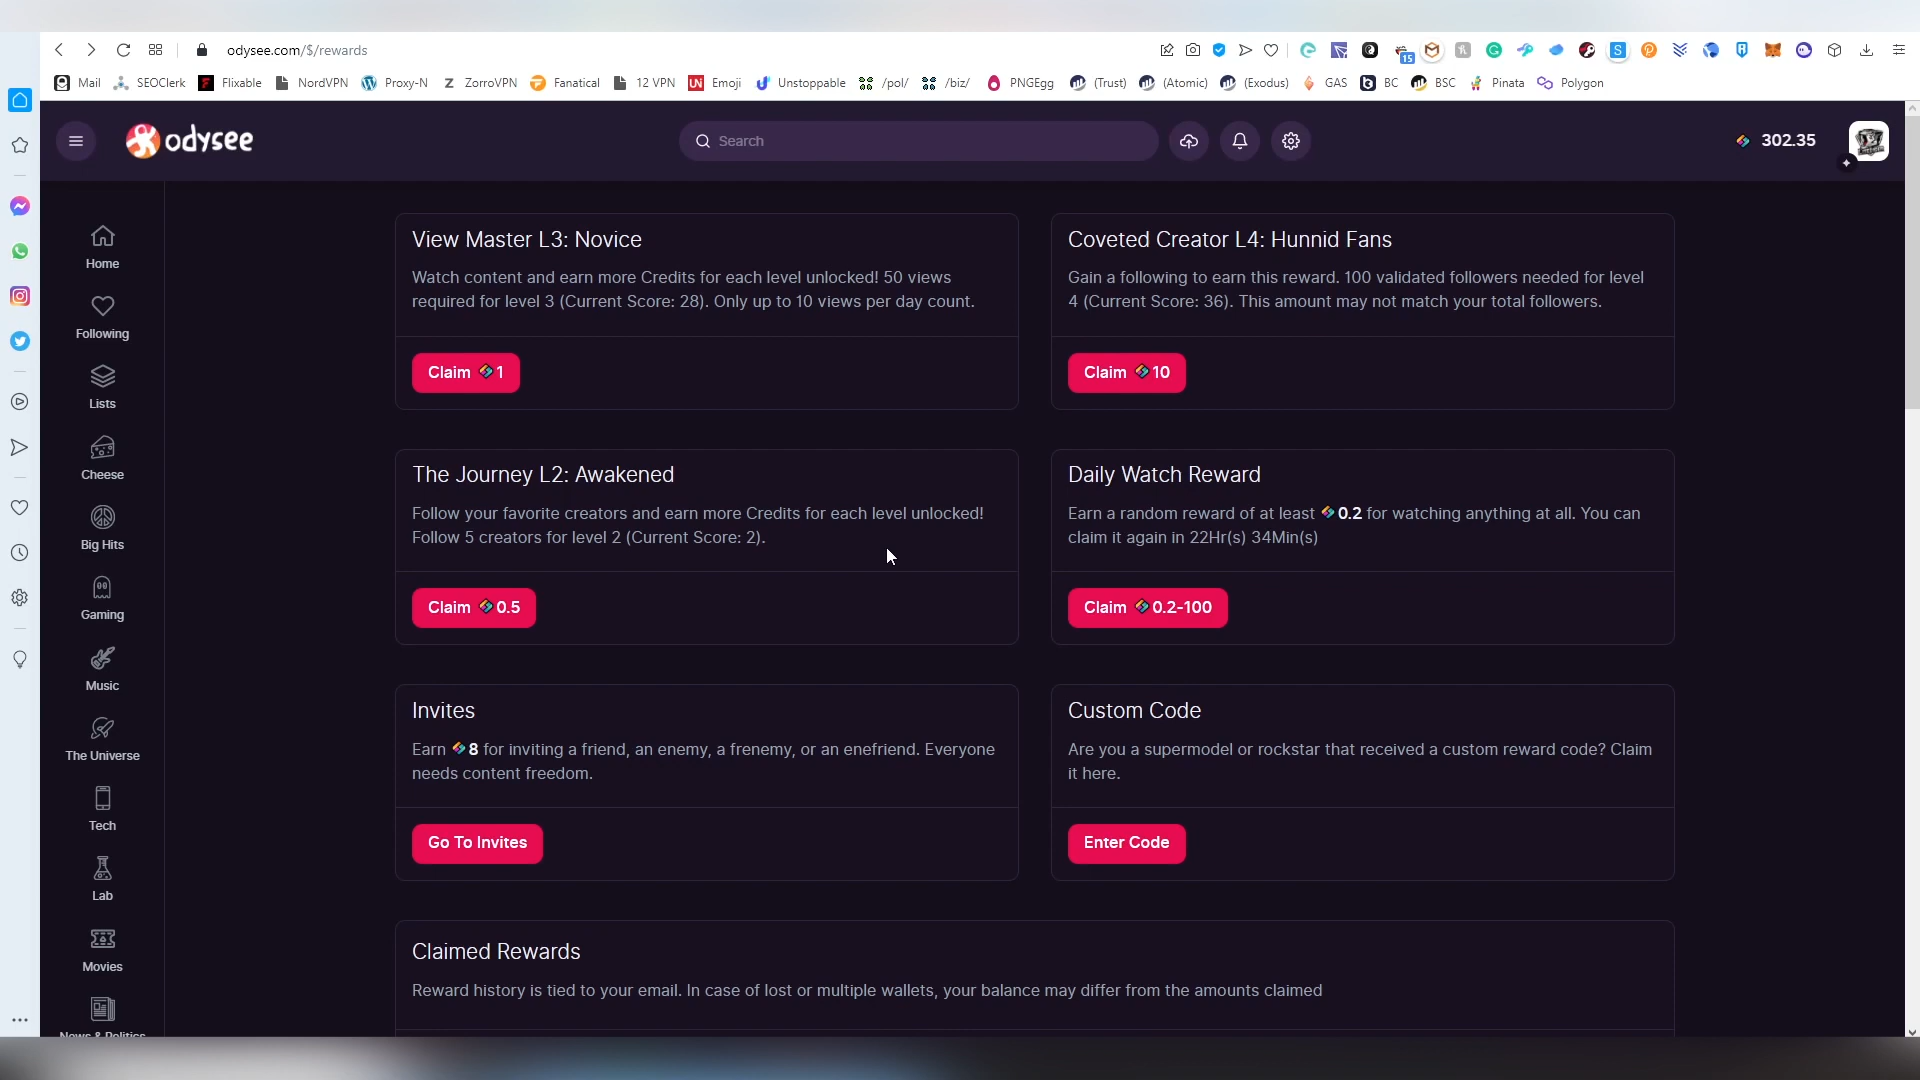 odysee.com/$/rewards
15
Mail SEOClerk Flixable NordVPN Proxy-N ZorroVPN Fanatical 12 VPN Emoji Unstoppable /pol/ /biz/ PNGEgg (Trust) (Atomic) (Exodus) GAS BC BSC Pinata Polygon
odysee
Search
302.35
Home
Following
Lists
Cheese
Big Hits
Gaming
Music
The Universe
Tech
Lab
Movies
News & Politics
View Master L3: Novice
Watch content and earn more Credits for each level unlocked! 50 views
required for level 3 (Current Score: 28). Only up to 10 views per day count.
Claim 1
Coveted Creator L4: Hunnid Fans
Gain a following to earn this reward. 100 validated followers needed for level
4 (Current Score: 36). This amount may not match your total followers.
Claim 10
The Journey L2: Awakened
Follow your favorite creators and earn more Credits for each level unlocked!
Follow 5 creators for level 2 (Current Score: 2).
Claim 0.5
Daily Watch Reward
Earn a random reward of at least 0.2 for watching anything at all. You can
claim it again in 22Hr(s) 34Min(s)
Claim 0.2-100
Invites
Earn 8 for inviting a friend, an enemy, a frenemy, or an enefriend. Everyone
needs content freedom.
Go To Invites
Custom Code
Are you a supermodel or rockstar that received a custom reward code? Claim
it here.
Enter Code
Claimed Rewards
Reward history is tied to your email. In case of lost or multiple wallets, your balance may differ from the amounts claimed